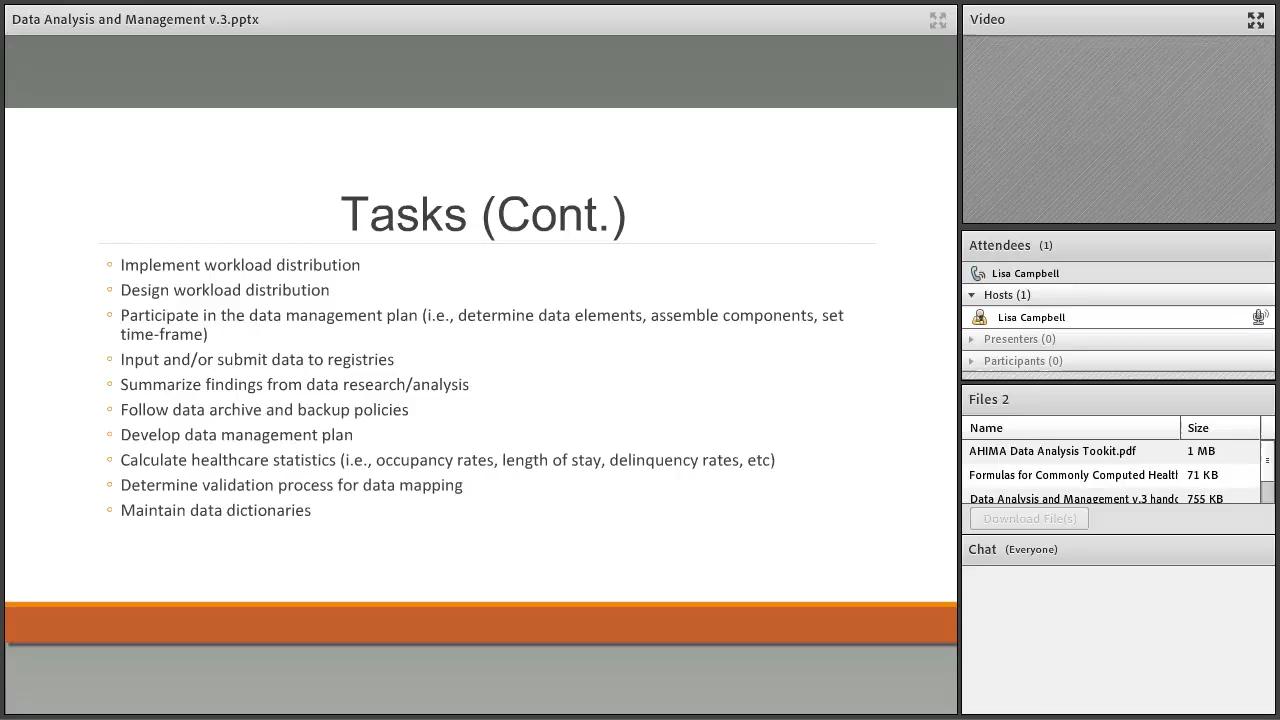 Data Analysis and Management v.3.pptx
Tasks (Cont.)
Implement workload distribution
Design workload distribution
Participate in the data management plan (i.e., determine data elements, assemble components, set
time-frame)
Input and/or submit data to registries
Summarize findings from data research/analysis
Follow data archive and backup policies
Develop data management plan
Calculate healthcare statistics (i.e., occupancy rates, length of stay, delinquency rates, etc)
Determine validation process for data mapping
Maintain data dictionaries
Video
Attendees (1)
Lisa Campbell
Hosts (1)
Lisa Campbell
Presenters (0)
Participants (0)
Files 2
Name Size
AHIMA Data Analysis Tookit.pdf 1 MB
Formulas for Commonly Computed Healtl 71 KB
Data Analysis and Management v.3 handc 755 KB
Download File(s)
Chat (Everyone)